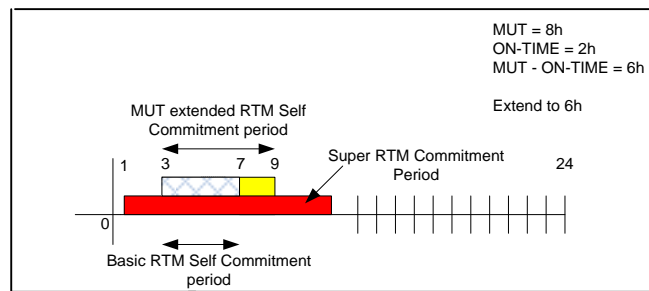 MUT = 8h
ON-TIME = 2h
MUT - ON-TIME = 6h
Extend to 6h
MUT extended RTM Self
Commitment period
1 3 7 9 24
Super RTM Commitment
Period
0
Basic RTM Self Commitment
period